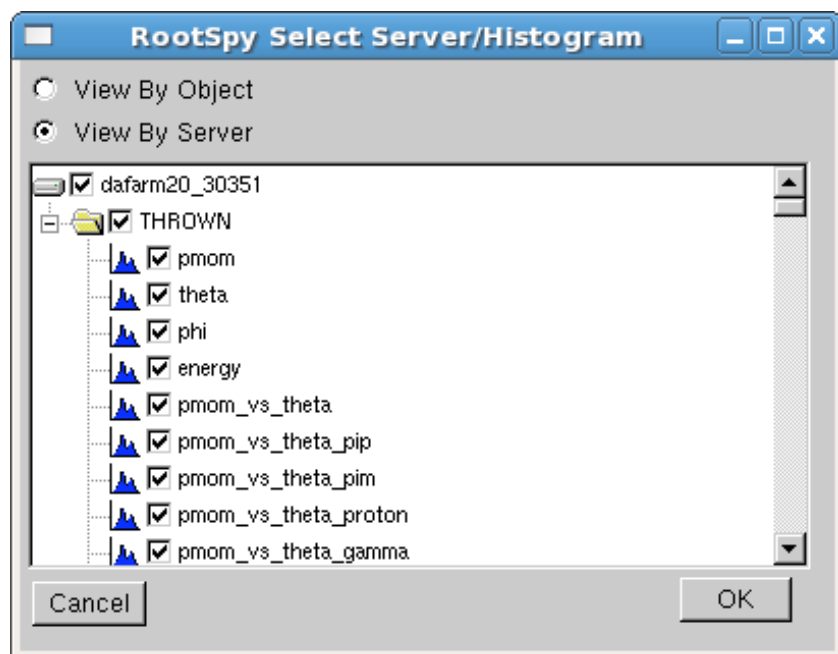 RootSpy Select Server/Histogram
View By Object
View By Server
dafarm20_30351
THROWN
pmom
theta
phi
energy
pmom_vs_theta
pmom_vs_theta_pip
pmom_vs_theta_pim
pmom_vs_theta_proton
pmom_vs_theta_gamma
Cancel OK